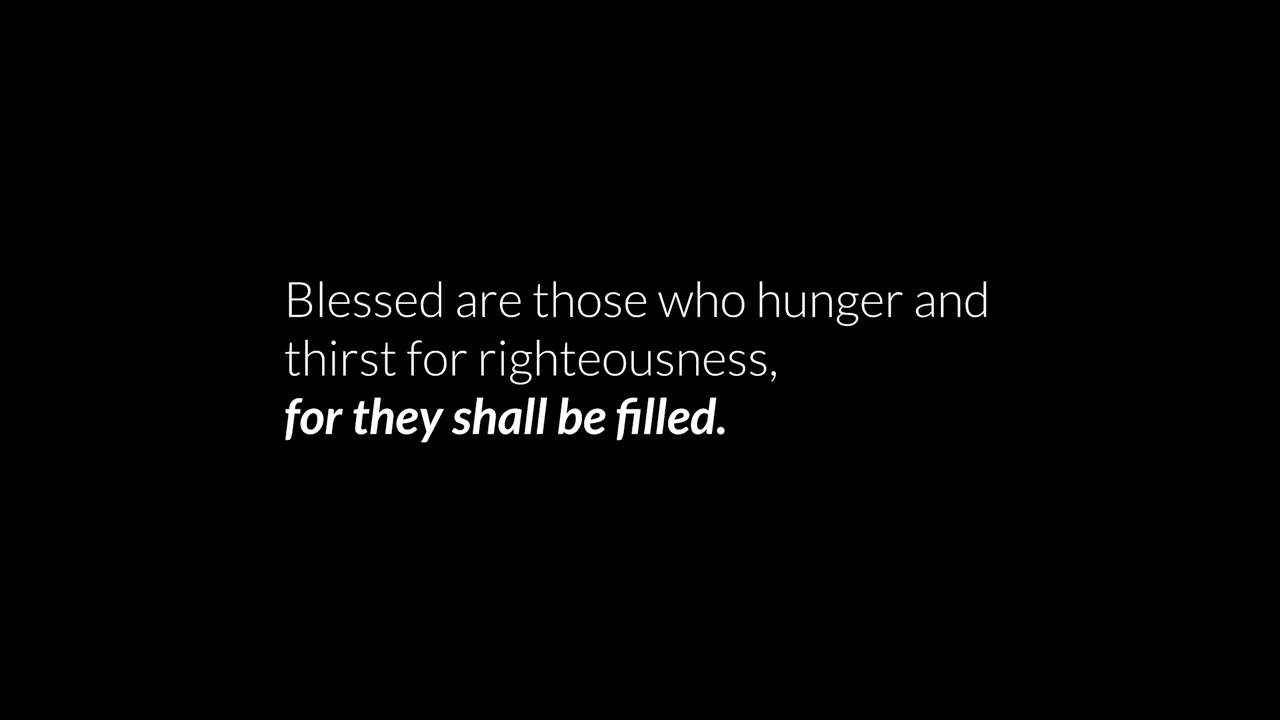 Blessed are those who hunger and
thirst for righteousness,
for they shall be filled.